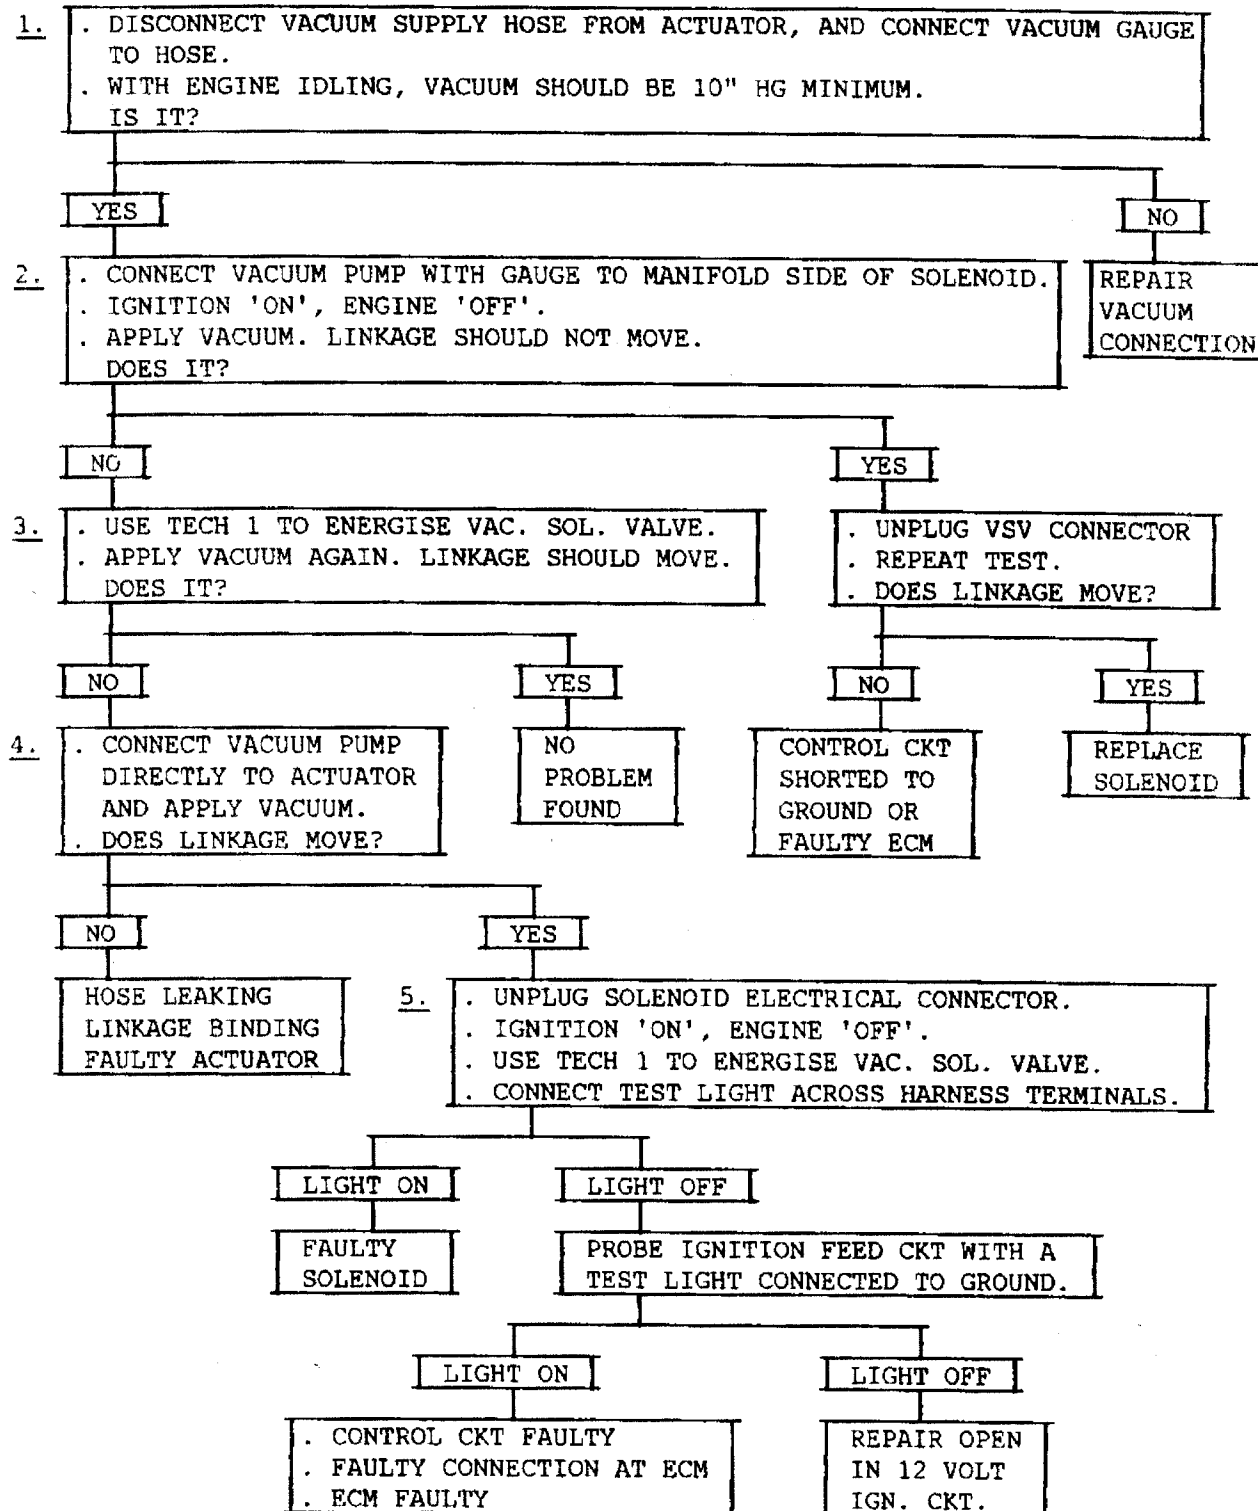 1.
. DISCONNECT VACUUM SUPPLY HOSE FROM ACTUATOR, AND CONNECT VACUUM GAUGE
TO HOSE.
. WITH ENGINE IDLING, VACUUM SHOULD BE 10" HG MINIMUM.
IS IT?
YES
NO
2.
. CONNECT VACUUM PUMP WITH GAUGE TO MANIFOLD SIDE OF SOLENOID.
. IGNITION 'ON', ENGINE 'OFF'.
. APPLY VACUUM. LINKAGE SHOULD NOT MOVE.
DOES IT?
REPAIR
VACUUM
CONNECTION
NO
YES
3.
. USE TECH 1 TO ENERGISE VAC. SOL. VALVE.
. APPLY VACUUM AGAIN. LINKAGE SHOULD MOVE.
DOES IT?
. UNPLUG VSV CONNECTOR
. REPEAT TEST.
. DOES LINKAGE MOVE?
NO
YES
NO
YES
4.
. CONNECT VACUUM PUMP
DIRECTLY TO ACTUATOR
AND APPLY VACUUM.
. DOES LINKAGE MOVE?
NO
PROBLEM
FOUND
CONTROL CKT
SHORTED TO
GROUND OR
FAULTY ECM
REPLACE
SOLENOID
NO
YES
HOSE LEAKING
LINKAGE BINDING
FAULTY ACTUATOR
5.
. UNPLUG SOLENOID ELECTRICAL CONNECTOR.
. IGNITION 'ON', ENGINE 'OFF'.
. USE TECH 1 TO ENERGISE VAC. SOL. VALVE.
. CONNECT TEST LIGHT ACROSS HARNESS TERMINALS.
LIGHT ON
LIGHT OFF
FAULTY
SOLENOID
PROBE IGNITION FEED CKT WITH A
TEST LIGHT CONNECTED TO GROUND.
LIGHT ON
LIGHT OFF
. CONTROL CKT FAULTY
. FAULTY CONNECTION AT ECM
. ECM FAULTY
REPAIR OPEN
IN 12 VOLT
IGN. CKT.